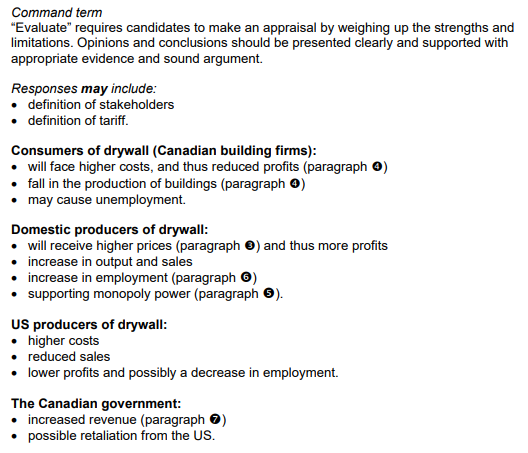 Command term
“Evaluate” requires candidates to make an appraisal by weighing up the strengths and
limitations. Opinions and conclusions should be presented clearly and supported with
appropriate evidence and sound argument.
Responses may include:
• definition of stakeholders
• definition of tariff.
Consumers of drywall (Canadian building firms):
• will face higher costs, and thus reduced profits (paragraph ❹)
• fall in the production of buildings (paragraph ❹)
• may cause unemployment.
Domestic producers of drywall:
• will receive higher prices (paragraph ❸) and thus more profits
• increase in output and sales
• increase in employment (paragraph ❻)
• supporting monopoly power (paragraph ❺).
US producers of drywall:
• higher costs
• reduced sales
• lower profits and possibly a decrease in employment.
The Canadian government:
• increased revenue (paragraph ❼)
• possible retaliation from the US.